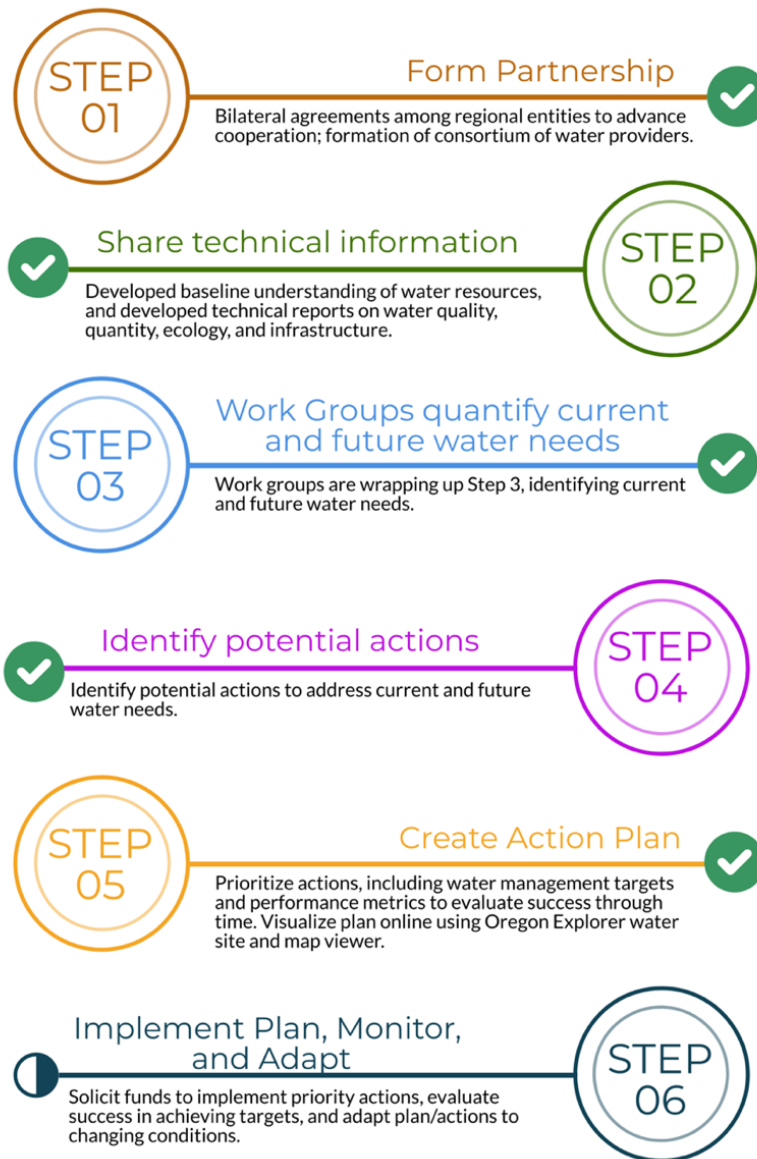 STEP
01
Form Partnership
Bilateral agreements among regional entities to advance
cooperation; formation of consortium of water providers.
Share technical information
STEP
02
Developed baseline understanding of water resources,
and developed technical reports on water quality,
quantity, ecology, and infrastructure.
STEP
03
Work Groups quantify current
and future water needs
Work groups are wrapping up Step 3, identifying current
and future water needs.
Identify potential actions
STEP
04
Identify potential actions to address current and future
water needs.
STEP
05
Create Action Plan
Prioritize actions, including water management targets
and performance metrics to evaluate success through
time. Visualize plan online using Oregon Explorer water
site and map viewer.
Implement Plan, Monitor,
and Adapt
STEP
06
Solicit funds to implement priority actions, evaluate
success in achieving targets, and adapt plan/actions to
changing conditions.